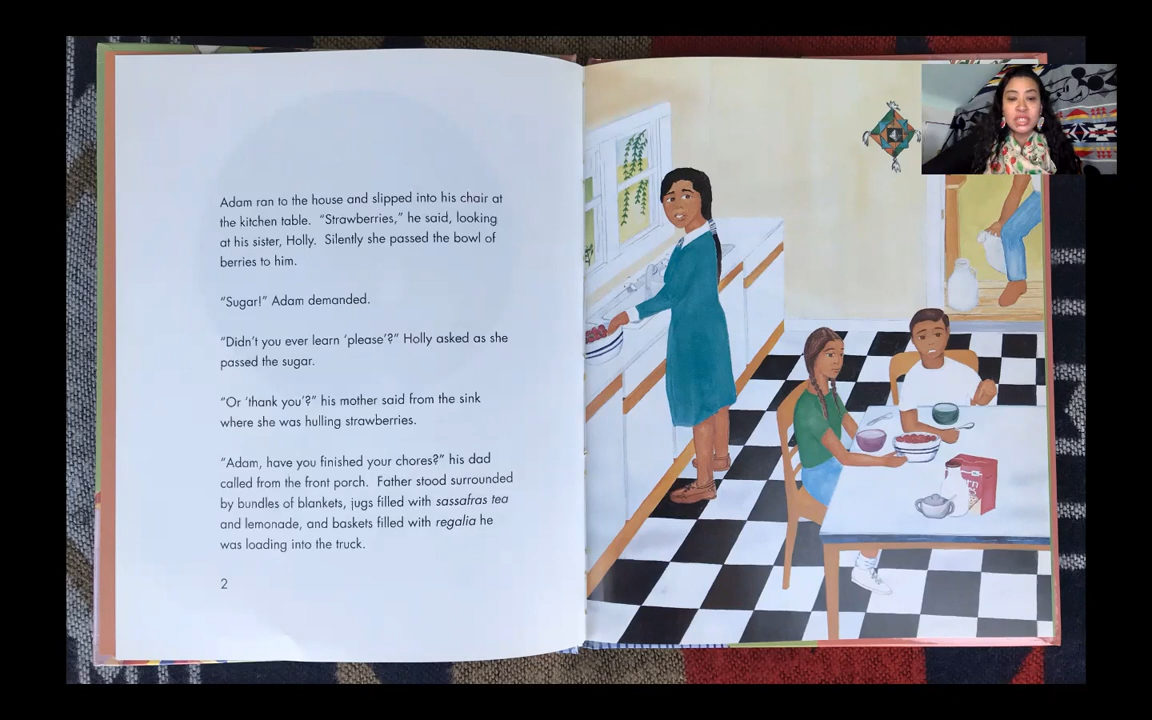 Adam ran to the house and slipped into his chair at
the kitchen table. “Strawberries,” he said, looking
at his sister, Holly. Silently she passed the bowl of
berries to him.
“Sugar!” Adam demanded.
“Didn’t you ever learn ‘please’?” Holly asked as she
passed the sugar.
“Or ‘thank you’?” his mother said from the sink
where she was hulling strawberries.
“Adam, have you finished your chores?” his dad
called from the front porch. Father stood surrounded
by bundles of blankets, jugs filled with sassafras tea
and lemonade, and baskets filled with regalia he
was loading into the truck.
2